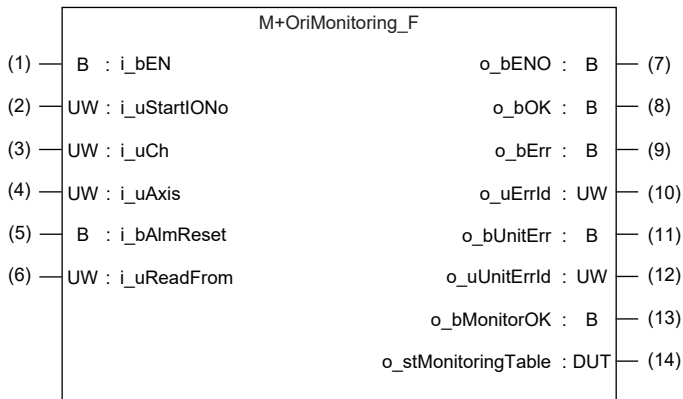 M+OriMonitoring_F
(1) B : i_bEN o_bENO : B (7)
(2) UW : i_uStartIONo o_bOK : B (8)
(3) UW : i_uCh o_bErr : B (9)
(4) UW : i_uAxis o_uErrId : UW (10)
(5) B : i_bAlmReset o_bUnitErr : B (11)
(6) UW : i_uReadFrom o_uUnitErrId : UW (12)
o_bMonitorOK : B (13)
o_stMonitoringTable : DUT (14)